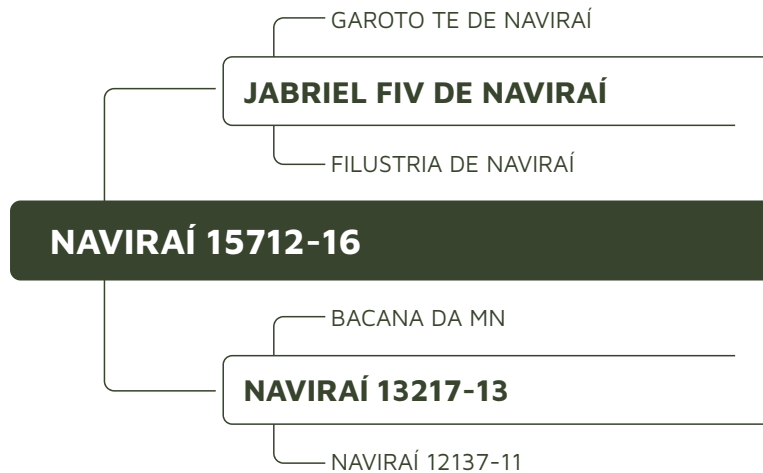 GAROTO TE DE NAVIRAÍ
JABRIEL FIV DE NAVIRAÍ
FILUSTRIA DE NAVIRAÍ
NAVIRAÍ 15712-16
BACANA DA MN
NAVIRAÍ 13217-13
NAVIRAÍ 12137-11